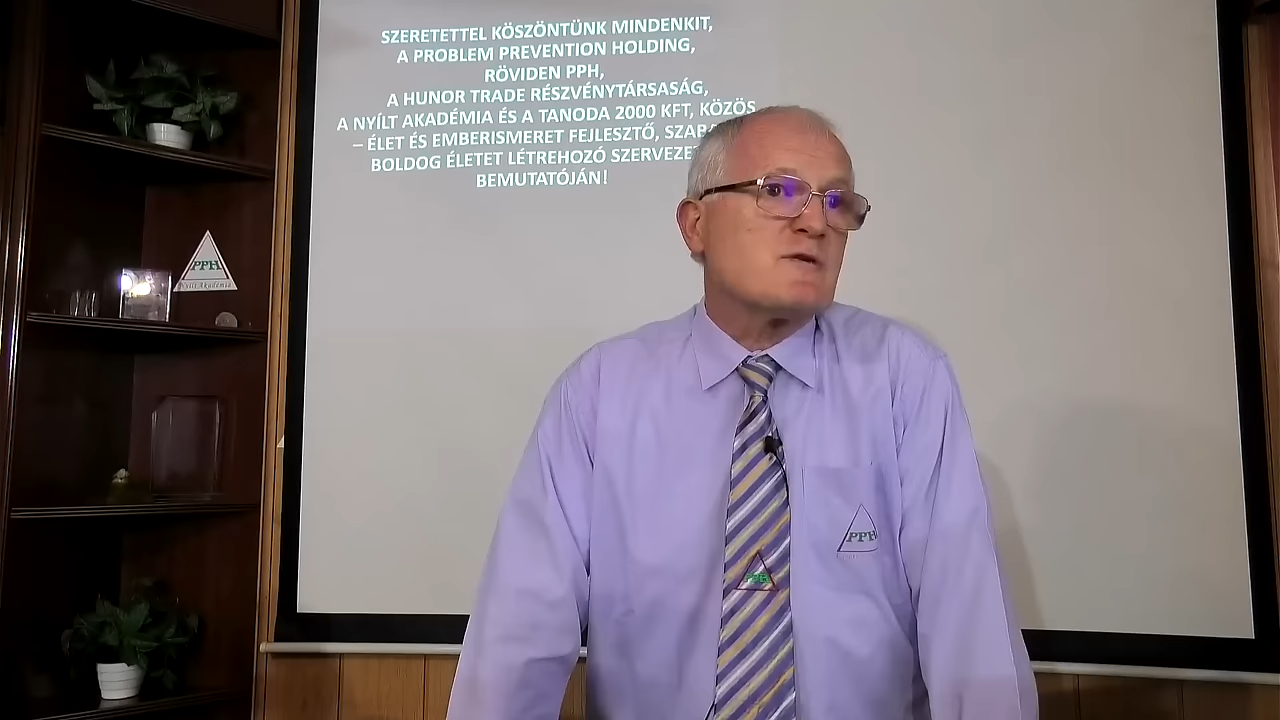 SZERETETTEL KÖSZÖNTÜNK MINDENKIT,
A PROBLEM PREVENTION HOLDING,
RÖVIDEN PPH,
A HUNOR TRADE RÉSZVÉNYTÁRSASÁG,
A NYÍLT AKADÉMIA ÉS A TANODA 2000 KFT, KÖZÖS
– ÉLET ÉS EMBERISMERET FEJLESZTŐ,
BOLDOG ÉLETET LÉTREHOZÓ
BEMUTATÓJÁN!
PPH
Nyílt Akadémia
PPH
PPH